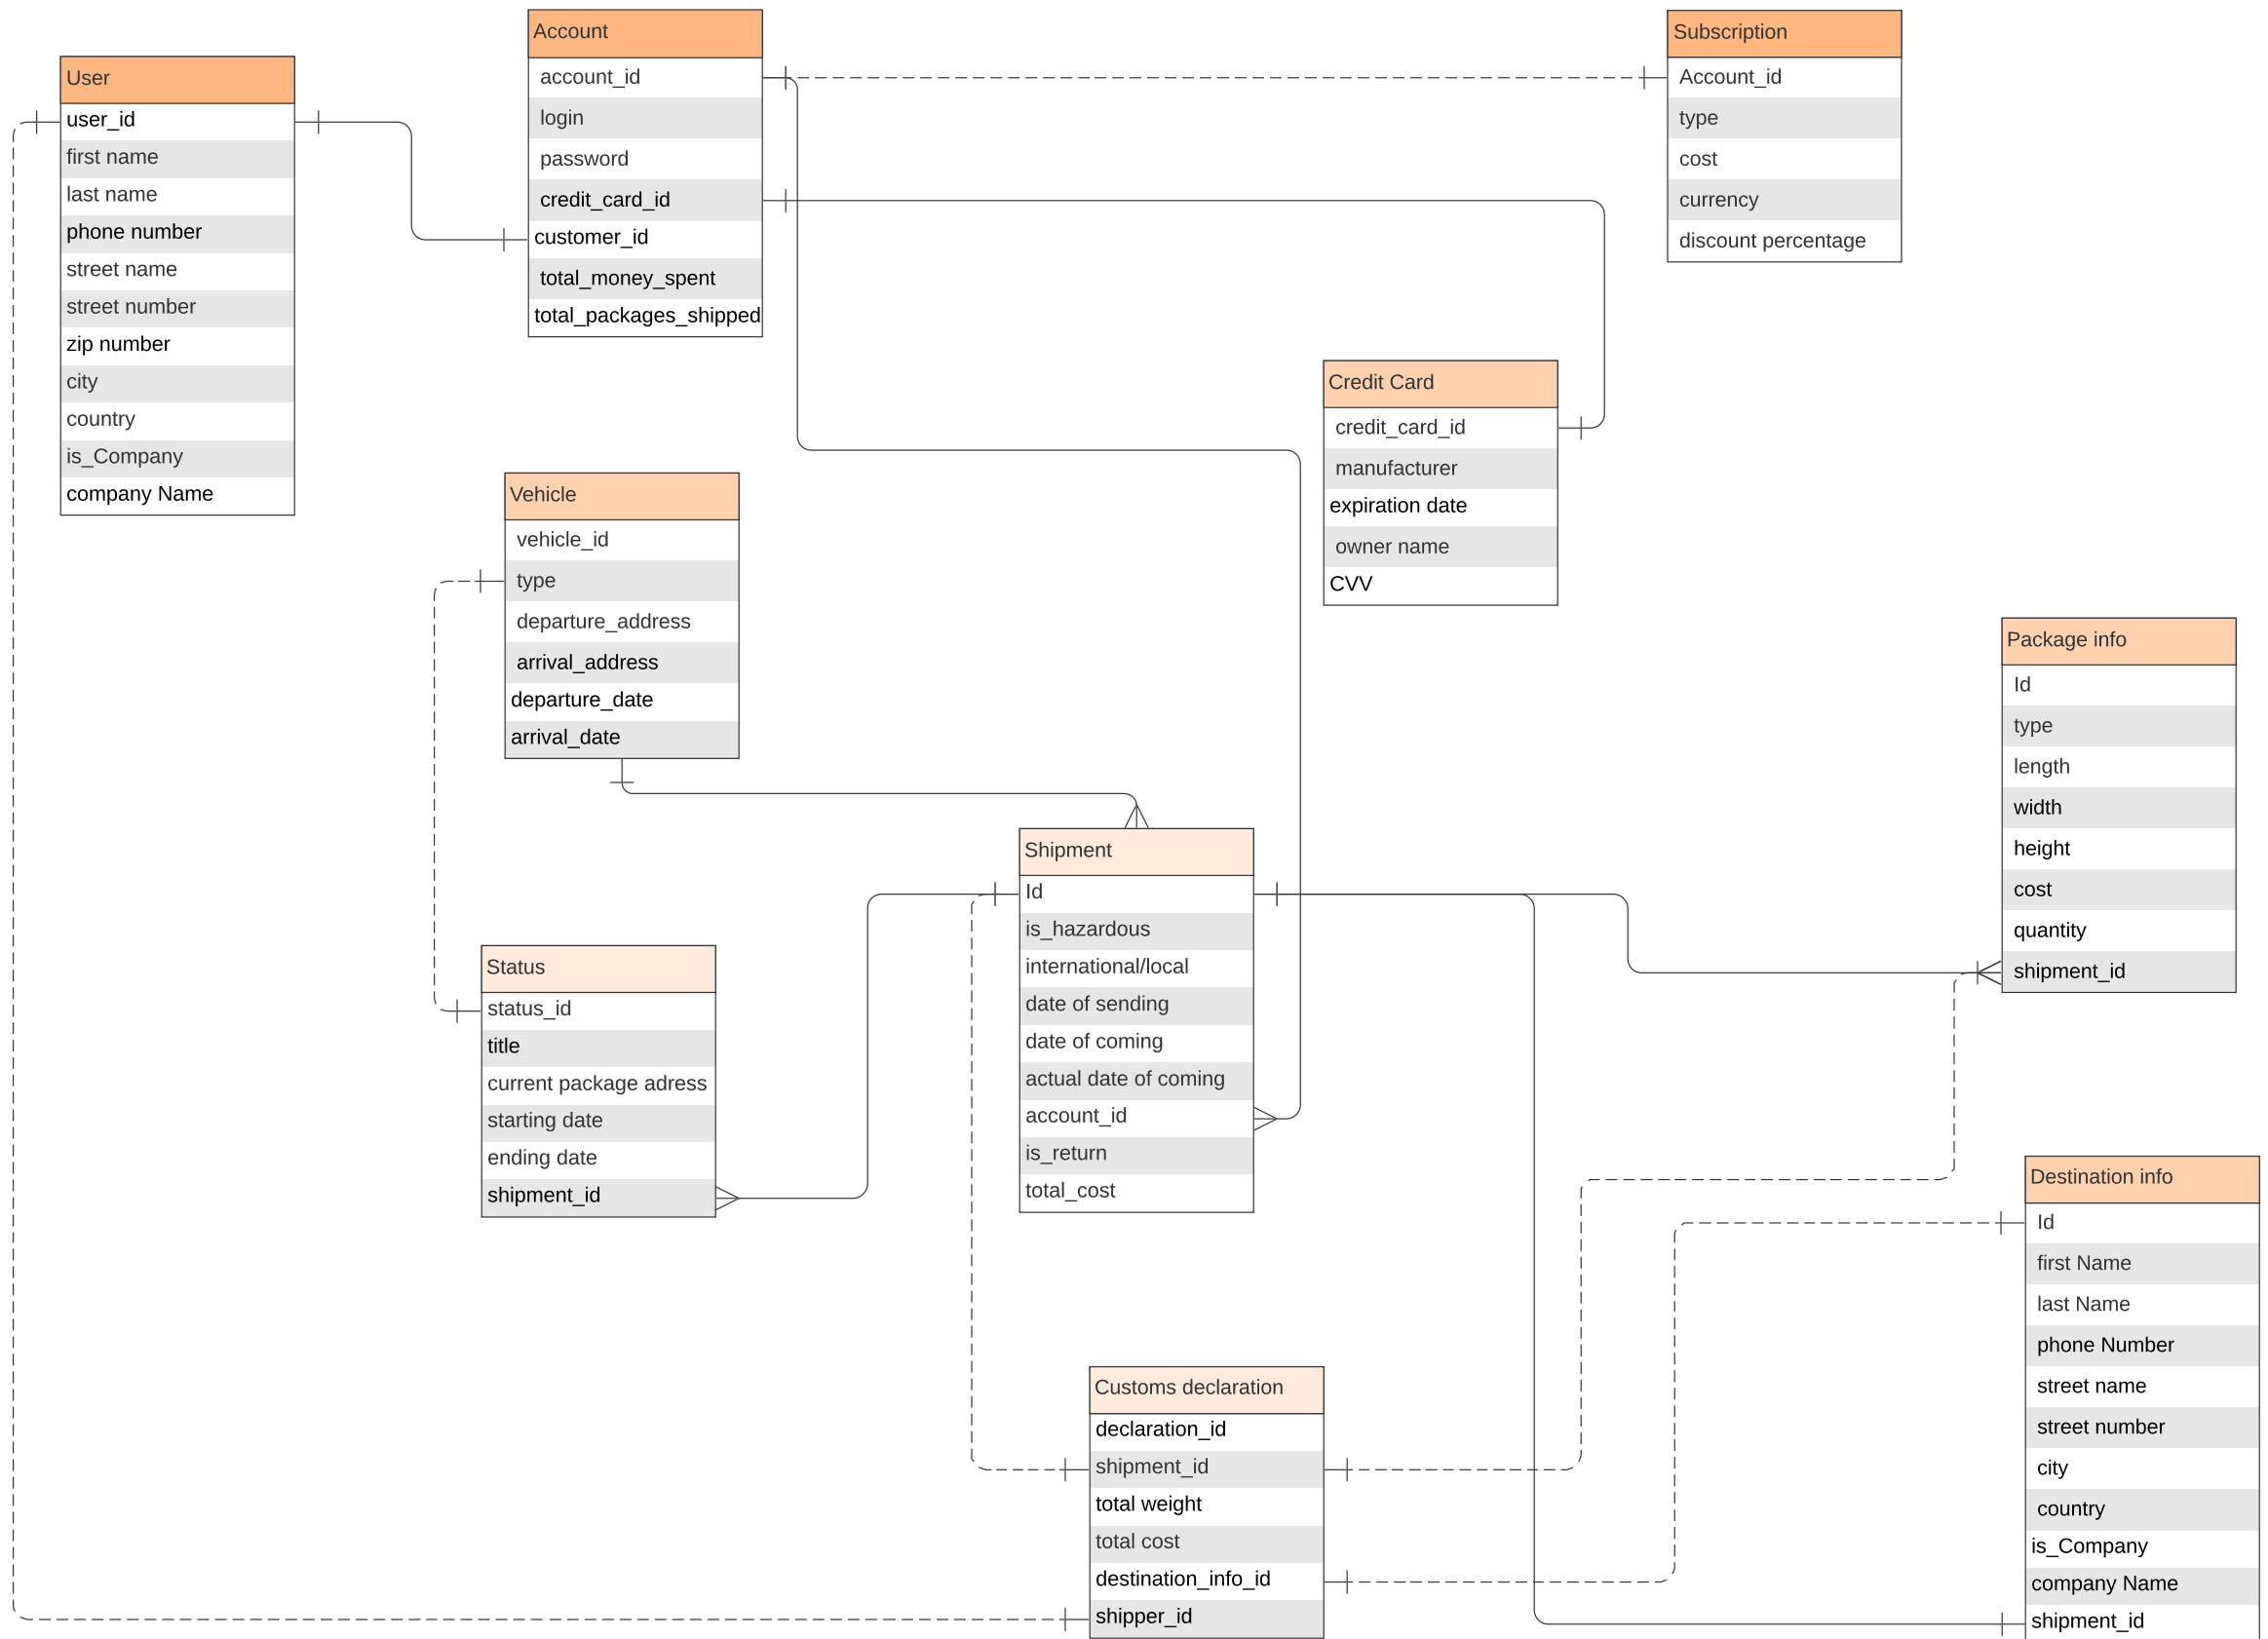 Account
account_id
login
password
credit_card_id
customer_id
total_money_spent
total_packages_shipped
Subscription
Account_id
type
cost
currency
discount percentage
User
user_id
first name
last name
phone number
street name
street number
zip number
city
country
is_Company
company Name
Credit Card
credit_card_id
manufacturer
expiration date
owner name
CVV
Vehicle
vehicle_id
type
departure_address
arrival_address
departure_date
arrival_date
Package info
Id
type
length
width
height
cost
quantity
shipment_id
Shipment
Id
is_hazardous
international/local
date of sending
date of coming
actual date of coming
account_id
is_return
total_cost
Status
status_id
title
current package adress
starting date
ending date
shipment_id
Destination info
Id
first Name
last Name
phone Number
street name
street number
city
country
is_Company
company Name
shipment_id
Customs declaration
declaration_id
shipment_id
total weight
total cost
destination_info_id
shipper_id